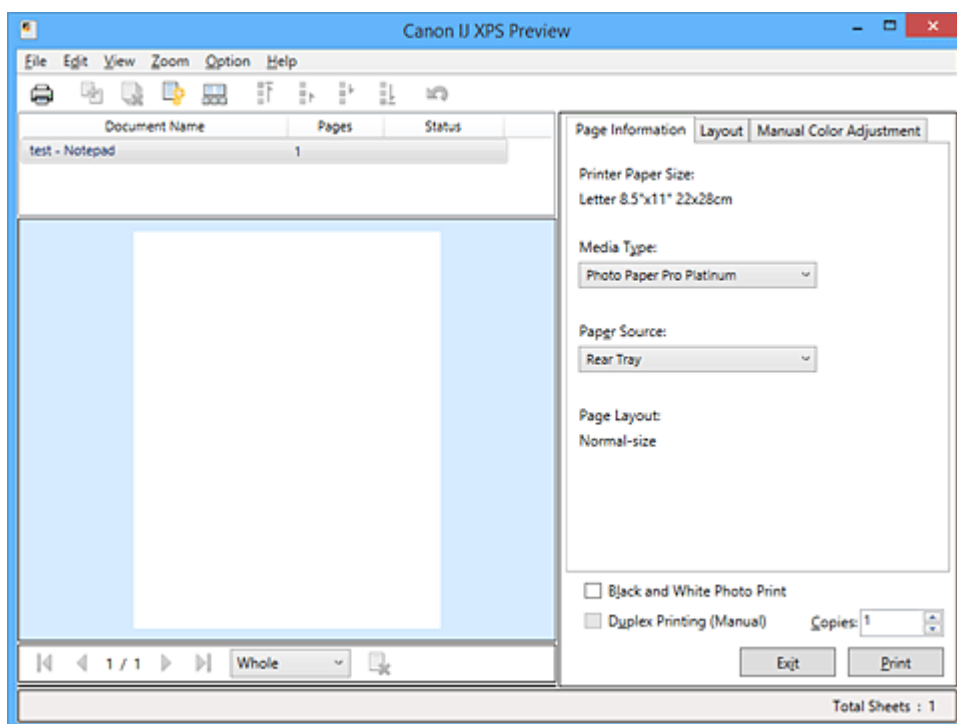 Canon IJ XPS Preview
File Edit View Zoom Option Help
Document Name Pages Status
test - Notepad 1
Page Information Layout Manual Color Adjustment
Printer Paper Size:
Letter 8.5"x11" 22x28cm
Media Type:
Photo Paper Pro Platinum
Paper Source:
Rear Tray
Page Layout:
Normal-size
Black and White Photo Print
Duplex Printing (Manual) Copies: 1
1 / 1 Whole
Exit Print
Total Sheets : 1